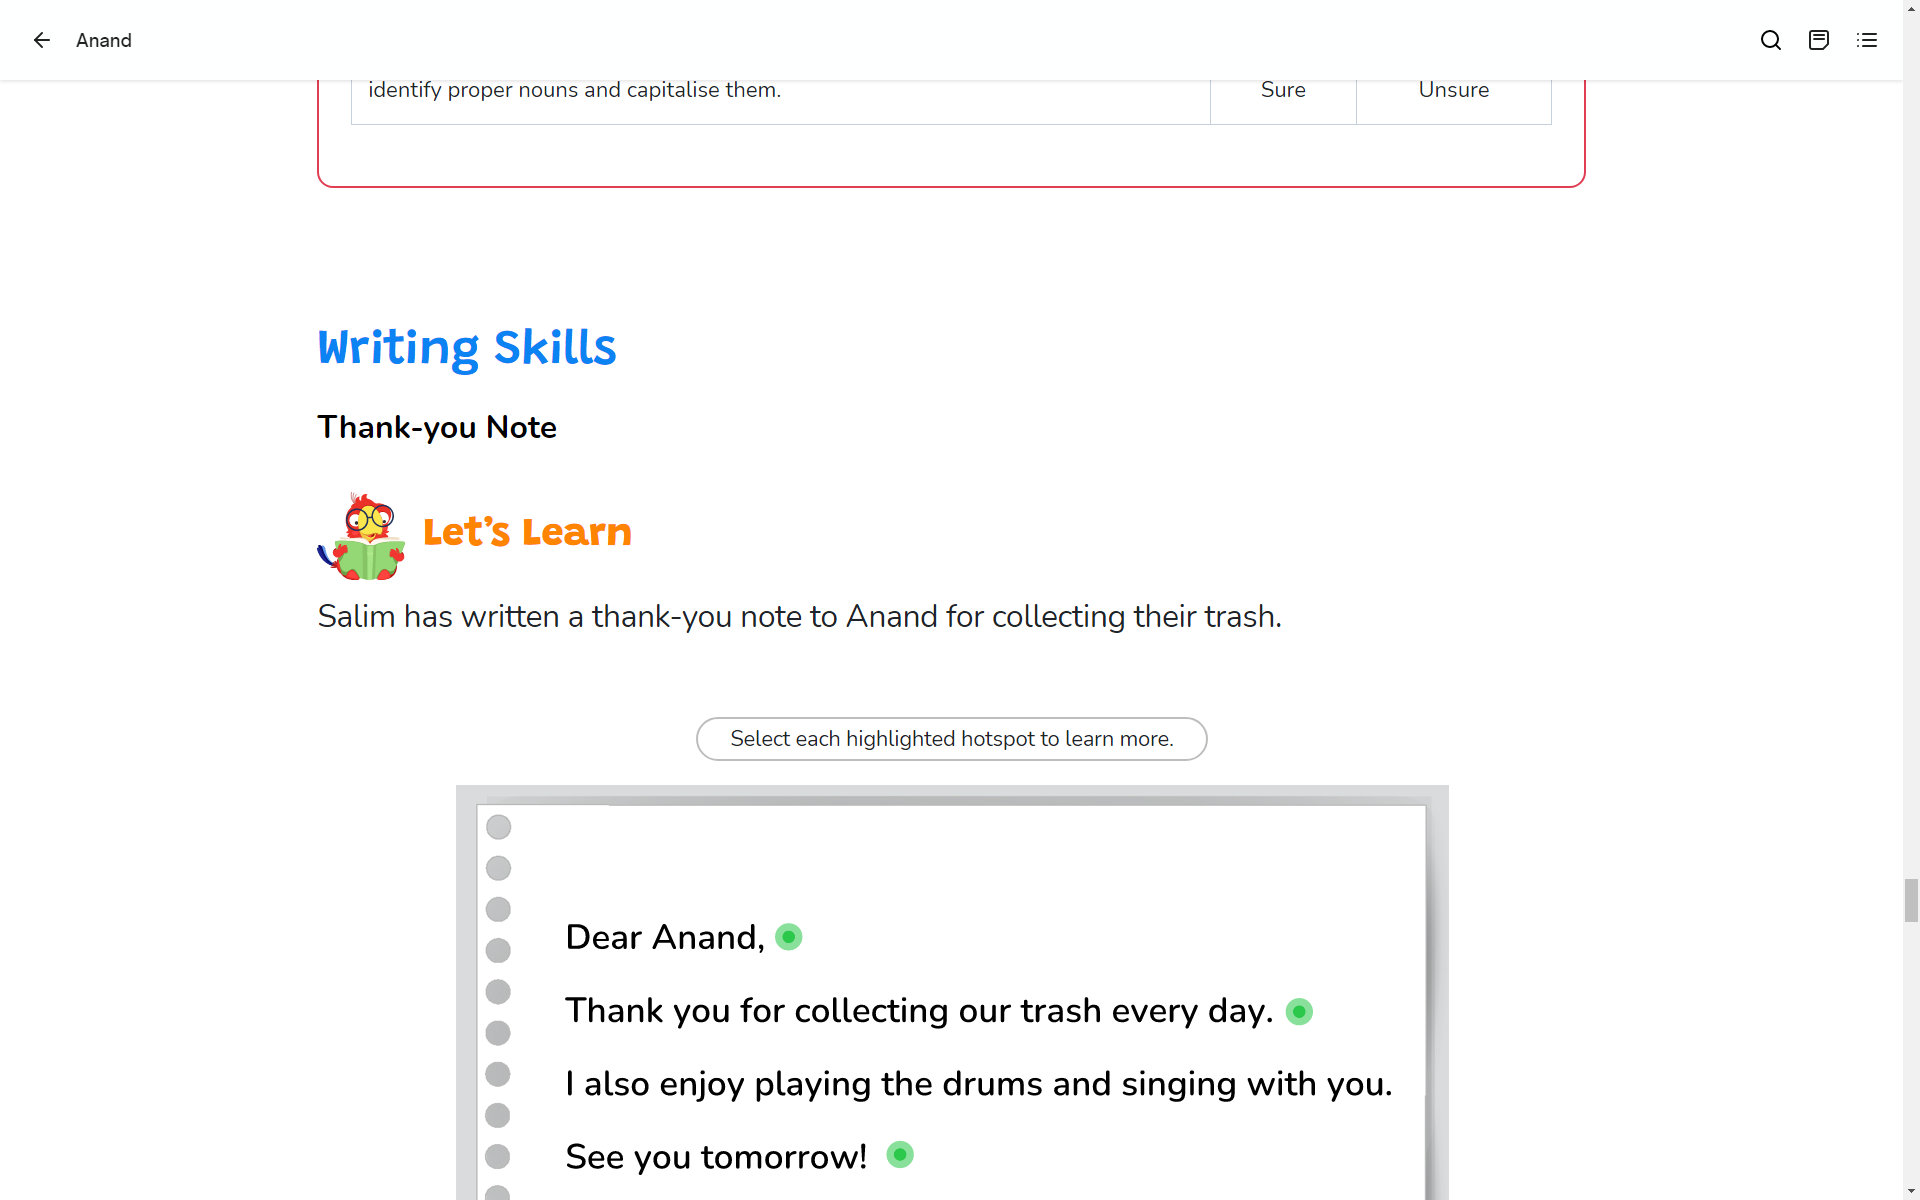 Anand
identify proper nouns and capitalise them.
Sure
Unsure
Writing Skills
Thank-you Note
Let's Learn
Salim has written a thank-you note to Anand for collecting their trash.
Select each highlighted hotspot to learn more.
Dear Anand,
Thank you for collecting our trash every day.
I also enjoy playing the drums and singing with you.
See you tomorrow!